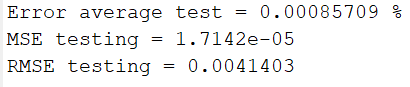 Error average test = 0.00085709 %
MSE testing = 1.7142e-05
RMSE testing = 0.0041403